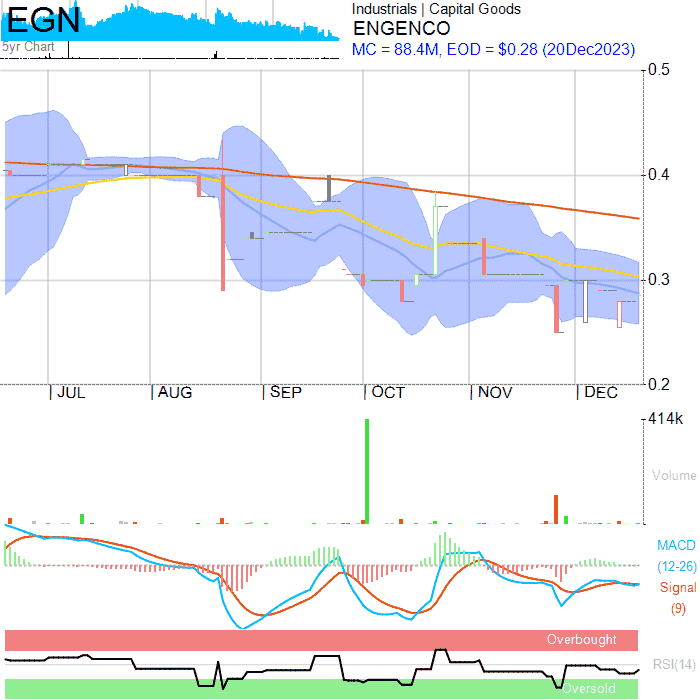 EGN
5yr Chart
Industrials | Capital Goods
ENGENCO
MC = 88.4M, EOD = $0.28 (20Dec2023)
0.5
0.4
0.3
0.2
| JUL | AUG | SEP | OCT | NOV | DEC
414k
Volume
MACD
(12-26)
Signal
(9)
Overbought
RSI(14)
Oversold